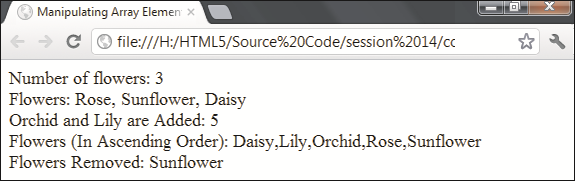 Manipulating Array Elemen
file:///H:/HTML5/Source%20Code/session%2014/co
Number of flowers: 3
Flowers: Rose, Sunflower, Daisy
Orchid and Lily are Added: 5
Flowers (In Ascending Order): Daisy,Lily,Orchid,Rose,Sunflower
Flowers Removed: Sunflower